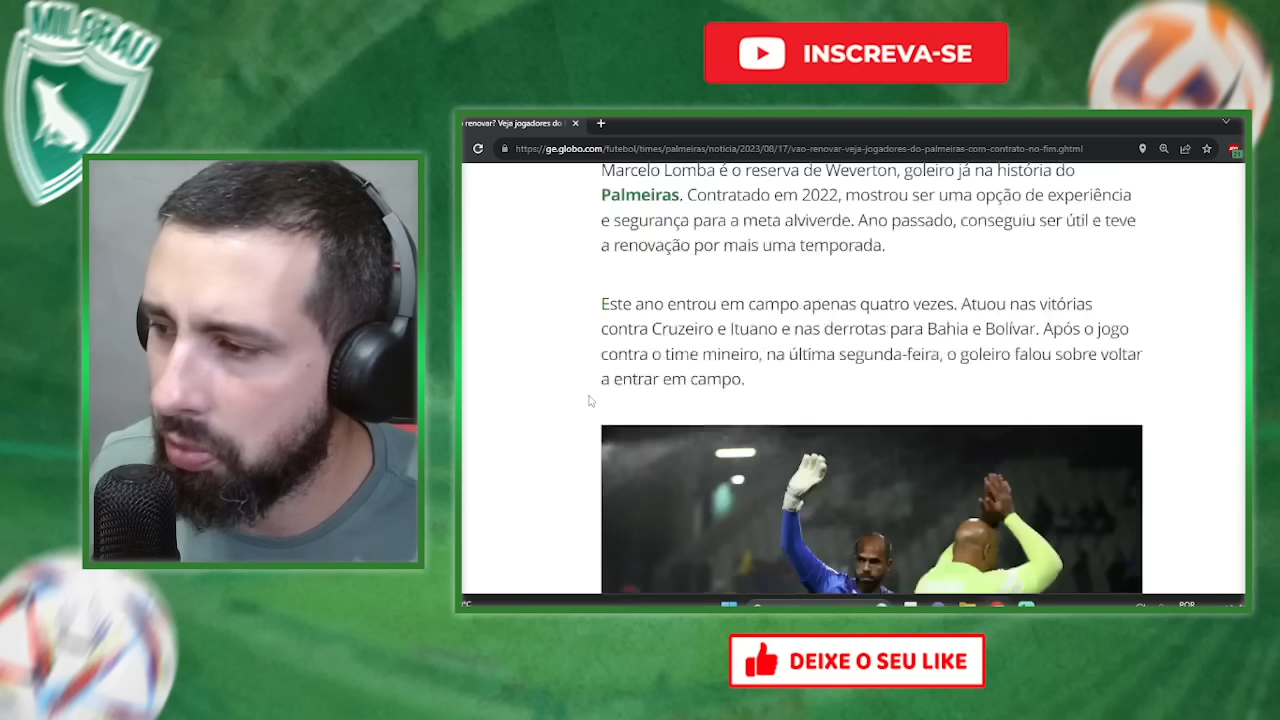 MILGRAU
INSCREVA-SE
renovar? Veja jogadores do
https://ge.globo.com/futebol/times/palmeiras/noticia/2023/08/17/vao-renovar-veja-jogadores-do-palmeiras-com-contrato-no-fim.ghtml
21
Marcelo Lomba é o reserva de Weverton, goleiro já na história do
Palmeiras. Contratado em 2022, mostrou ser uma opção de experiência
e segurança para a meta alviverde. Ano passado, conseguiu ser útil e teve
a renovação por mais uma temporada.
Este ano entrou em campo apenas quatro vezes. Atuou nas vitórias
contra Cruzeiro e Ituano e nas derrotas para Bahia e Bolívar. Após o jogo
contra o time mineiro, na última segunda-feira, o goleiro falou sobre voltar
a entrar em campo.
°C
POR
DEIXE O SEU LIKE